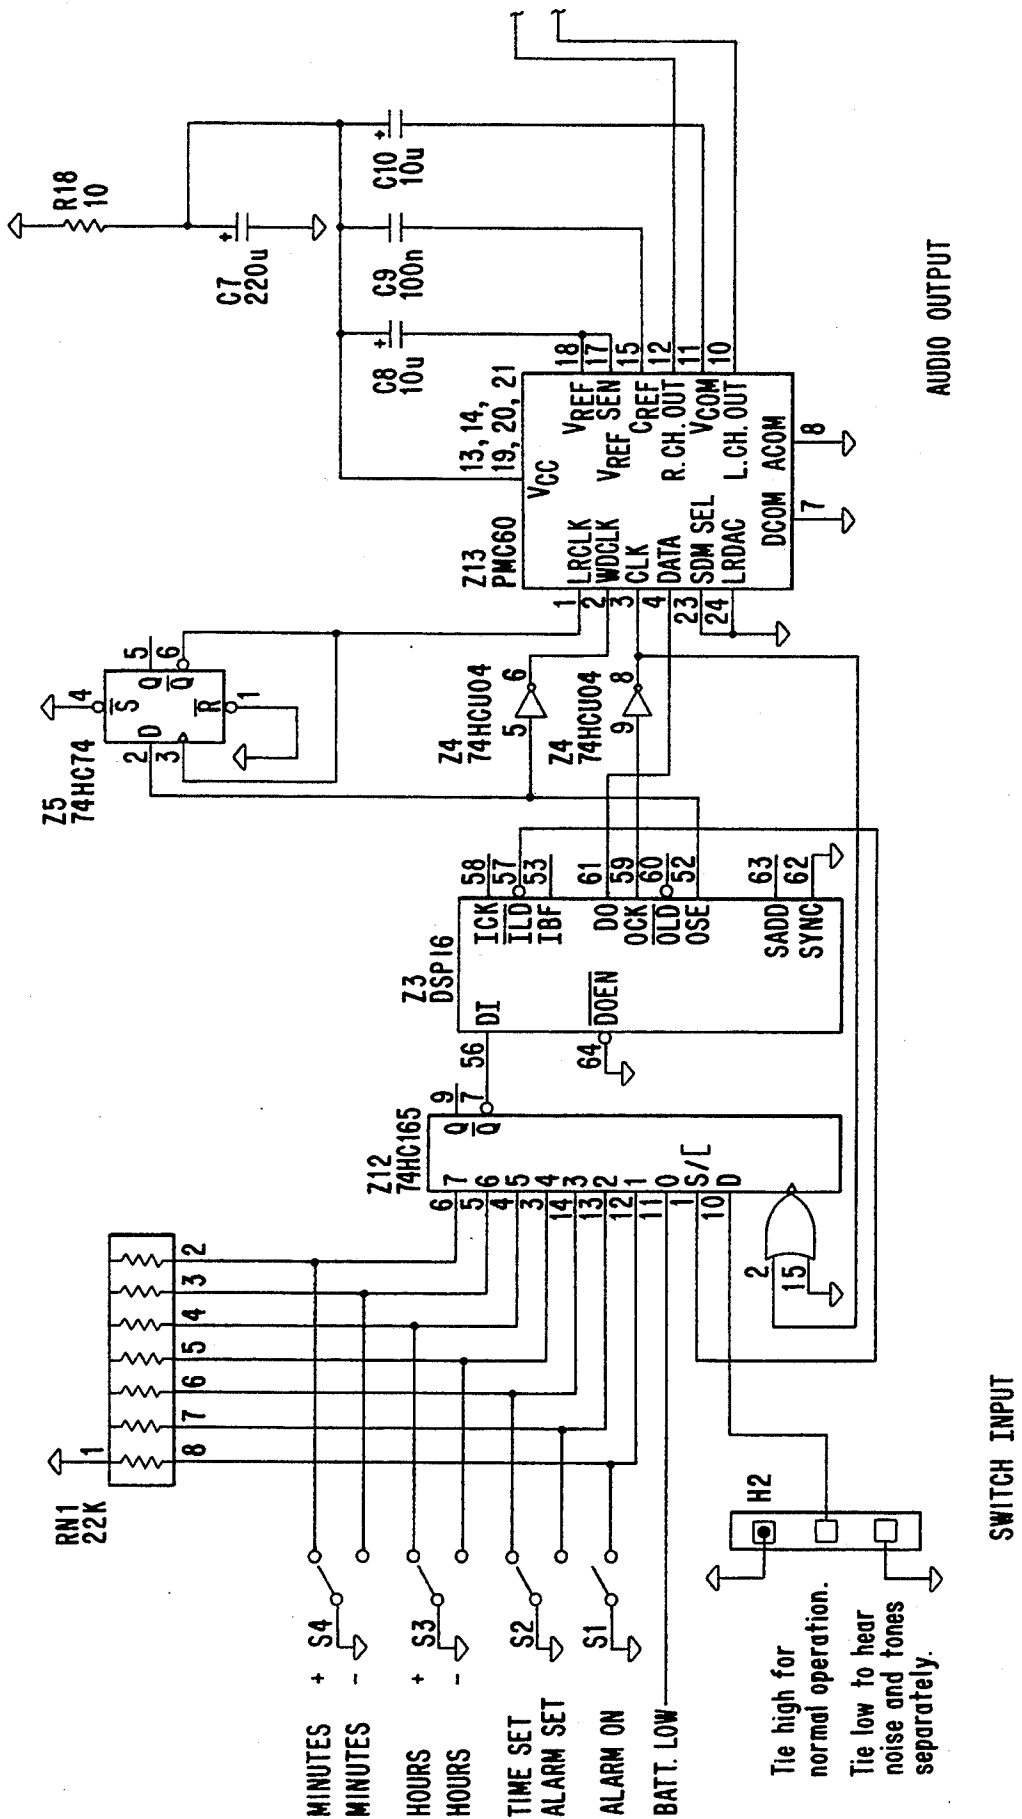 RN1
22K
1
2
3
4
5
6
7
8
MINUTES +
MINUTES -
S4
HOURS +
HOURS -
S3
TIME SET
ALARM SET
S2
ALARM ON
S1
BATT. LOW
H2
Tie high for
normal operation.
Tie low to hear
noise and tones
separately.
SWITCH INPUT
Z12
74HC165
6 7
5 6
4 5
3 4
14 3
13 2
12 1
11 0
1 S/L
10 D
2
15
Q 9
Q 7
Z3
DSP16
56 DI
64 DOEN
ICK 58
ILD 57
IBF 53
DO 61
OCK 59
OLD 60
OSE 52
SADD 63
SYNC 62
Z5
74HC74
2 D
3
S 4
Q 5
Q 6
R 1
Z4
74HCU04
5 6
Z4
74HCU04
9 8
Z13
PMC60
1 LRCLK
2 WDCLK
3 CLK
4 DATA
23 SDM SEL
24 LRDAC
VCC
13, 14,
19, 20, 21
VREF 18
VREF SEN 17
CREF 15
R.CH.OUT 12
VCOM 11
L.CH.OUT 10
DCOM 7
ACOM 8
R18
10
+
C7
220u
+
C8
10u
C9
100n
+
C10
10u
AUDIO OUTPUT